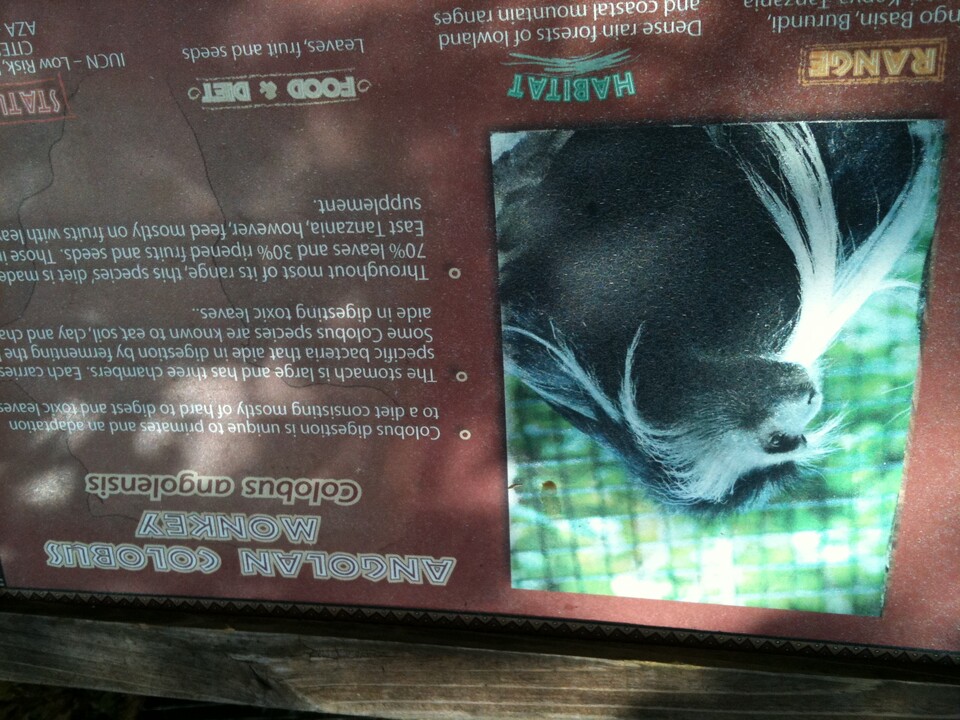 ANGOLAN COLOBUS
MONKEY
Colobus angolensis
Colobus digestion is unique to primates and an adaptation
to a diet consisting mostly of hard to digest and toxic leaves
The stomach is large and has three chambers. Each carries
specific bacteria that aide in digestion by fermenting the
Some Colobus species are known to eat, soil, clay and
aide in digesting toxic leaves..
Throughout most of its range, this species' diet is made
70% leaves and 30% ripened fruits and seeds. Those
East Tanzania, however, feed mostly on fruits with
supplement.
RANGE
Basin, Burundi,
Kenya, Tanzania
HABITAT
Dense rain forests of lowland
and coastal mountain ranges
FOOD & DIET
Leaves, fruit and seeds
IUCN – Low Risk,
CITES
AZA